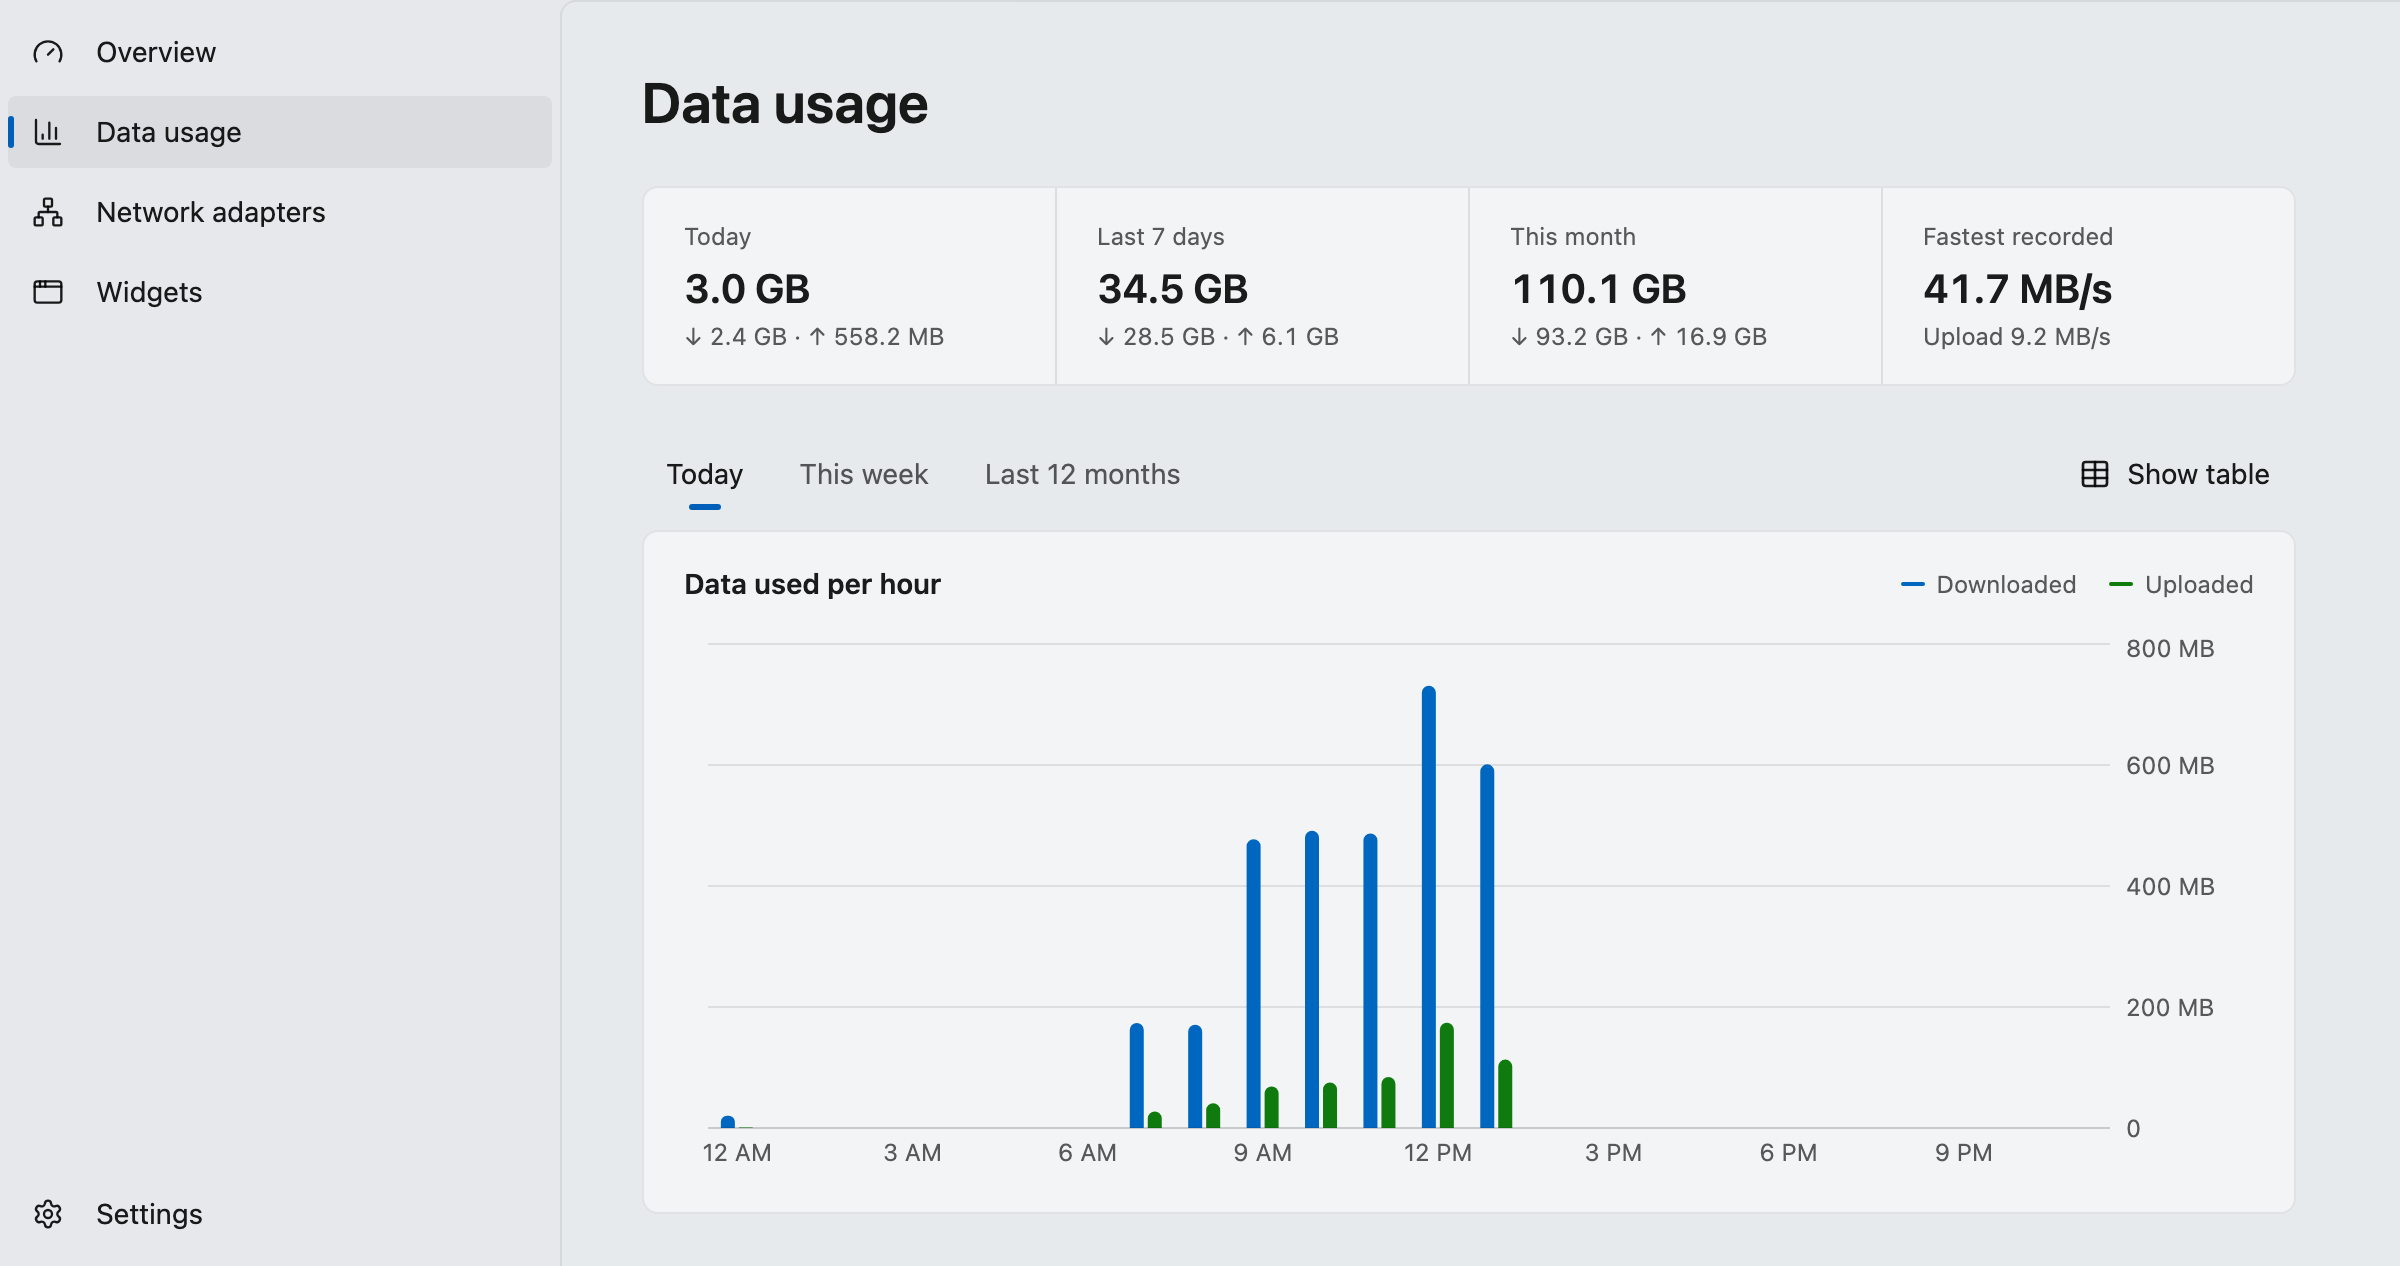 Overview
Data usage
Network adapters
Widgets
Settings
Data usage
Today
3.0 GB
↓ 2.4 GB · ↑ 558.2 MB
Last 7 days
34.5 GB
↓ 28.5 GB · ↑ 6.1 GB
This month
110.1 GB
↓ 93.2 GB · ↑ 16.9 GB
Fastest recorded
41.7 MB/s
Upload 9.2 MB/s
Today This week Last 12 months Show table
Data used per hour
Downloaded Uploaded
800 MB
600 MB
400 MB
200 MB
0
12 AM 3 AM 6 AM 9 AM 12 PM 3 PM 6 PM 9 PM